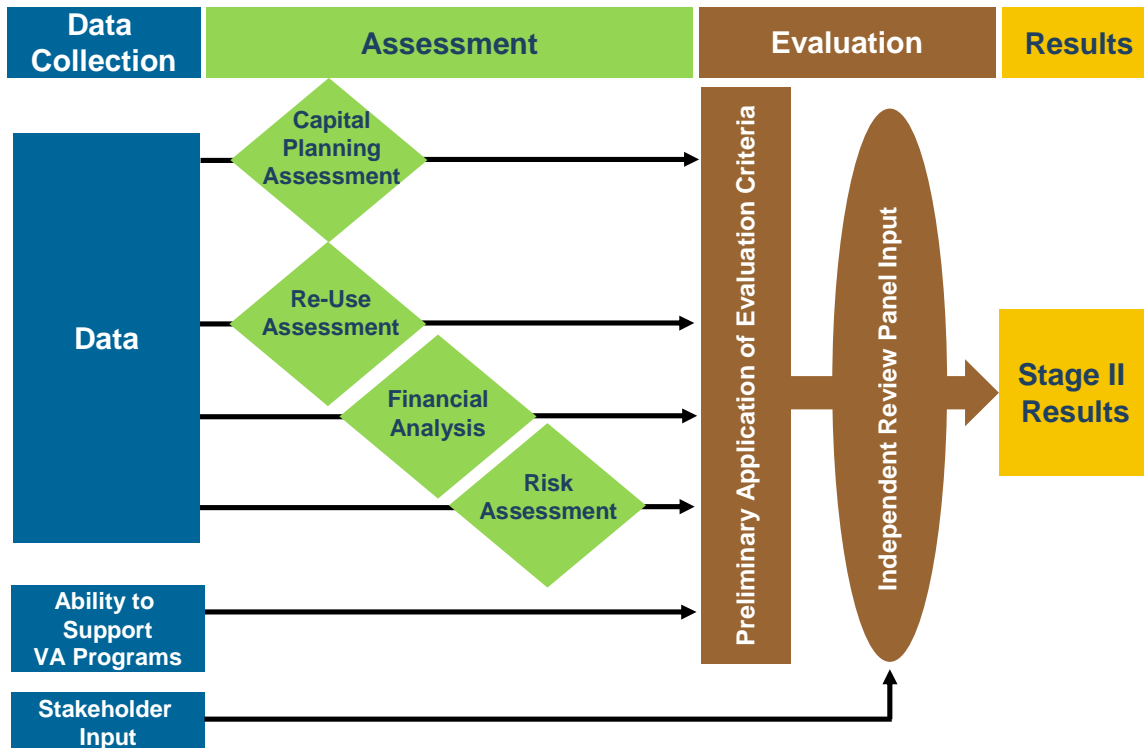 Data
Collection
Assessment
Evaluation
Results
Capital
Planning
Assessment
Re-Use
Assessment
Data
Financial
Analysis
Risk
Assessment
Preliminary Application of Evaluation Criteria
Independent Review Panel Input
Stage II
Results
Ability to
Support
VA Programs
Stakeholder
Input